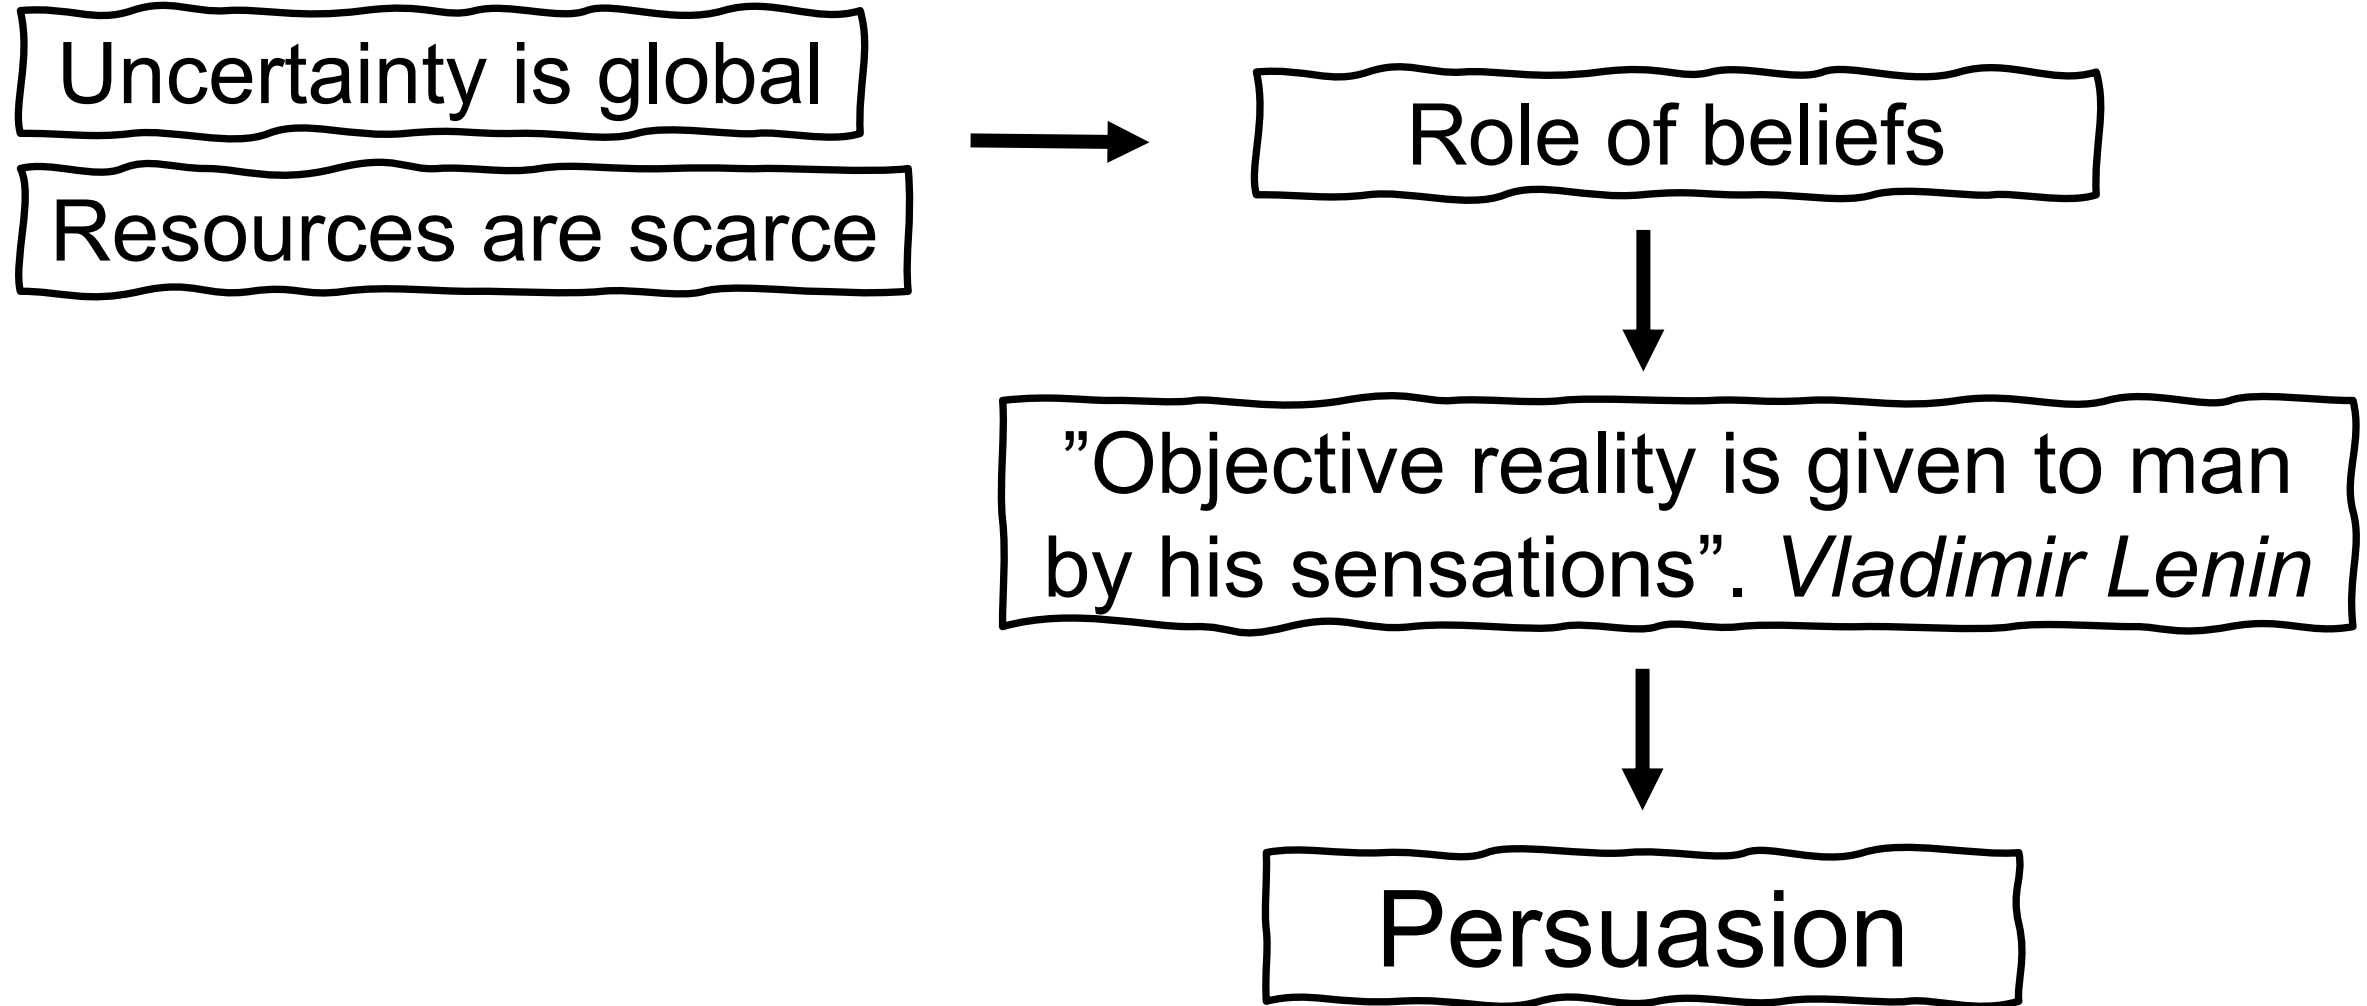 Uncertainty is global
Resources are scarce
Role of beliefs
”Objective reality is given to man
by his sensations”. Vladimir Lenin
Persuasion